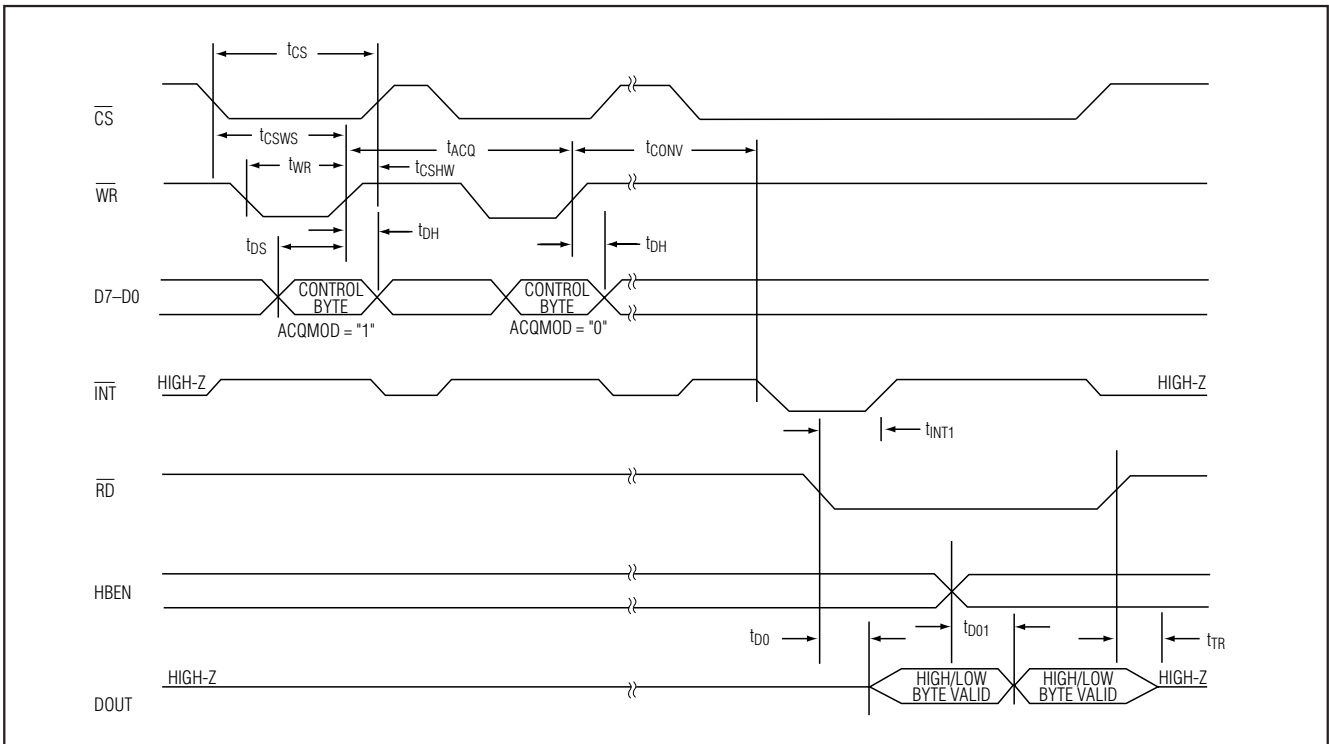 tCS
CS
tCSWS
tACQ
tCONV
tWR
tCSHW
WR
tDS
tDH
tDH
D7–D0
CONTROL
BYTE
CONTROL
BYTE
ACQMOD = "1"
ACQMOD = "0"
INT
HIGH-Z
HIGH-Z
tINT1
RD
HBEN
tD0
tD01
tTR
DOUT
HIGH-Z
HIGH/LOW
BYTE VALID
HIGH/LOW
BYTE VALID
HIGH-Z